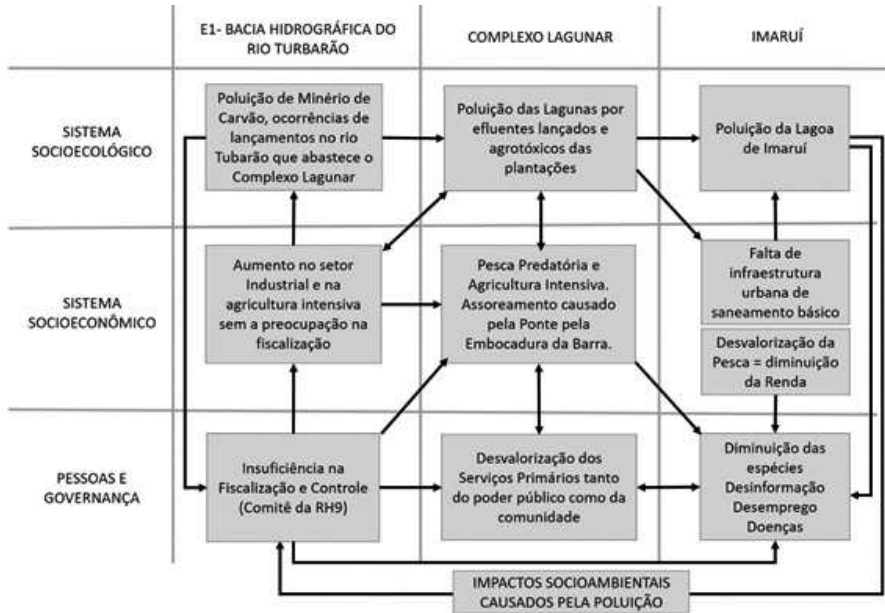 E1- BACIA HIDROGRÁFICA DO
RIO TURBARÃO
COMPLEXO LAGUNAR
IMARUÍ
SISTEMA
SOCIOECOLÓGICO
Poluição de Minério de
Carvão, ocorrências de
lançamentos no rio
Tubarão que abastece o
Complexo Lagunar
Poluição das Lagunas por
efluentes lançados e
agrotóxicos das
plantações
Poluição da Lagoa
de Imaruí
SISTEMA
SOCIOECONÔMICO
Aumento no setor
Industrial e na
agricultura intensiva
sem a preocupação na
fiscalização
Pesca Predatória e
Agricultura Intensiva.
Assoreamento causado
pela Ponte pela
Embocadura da Barra.
Falta de
infraestrutura
urbana de
saneamento básico
Desvalorização da
Pesca = diminuição
da Renda
PESSOAS E
GOVERNANÇA
Insuficiência na
Fiscalização e Controle
(Comitê da RH9)
Desvalorização dos
Serviços Primários tanto
do poder público como da
comunidade
Diminuição das
espécies
Desinformação
Desemprego
Doenças
IMPACTOS SOCIOAMBIENTAIS
CAUSADOS PELA POLUIÇÃO